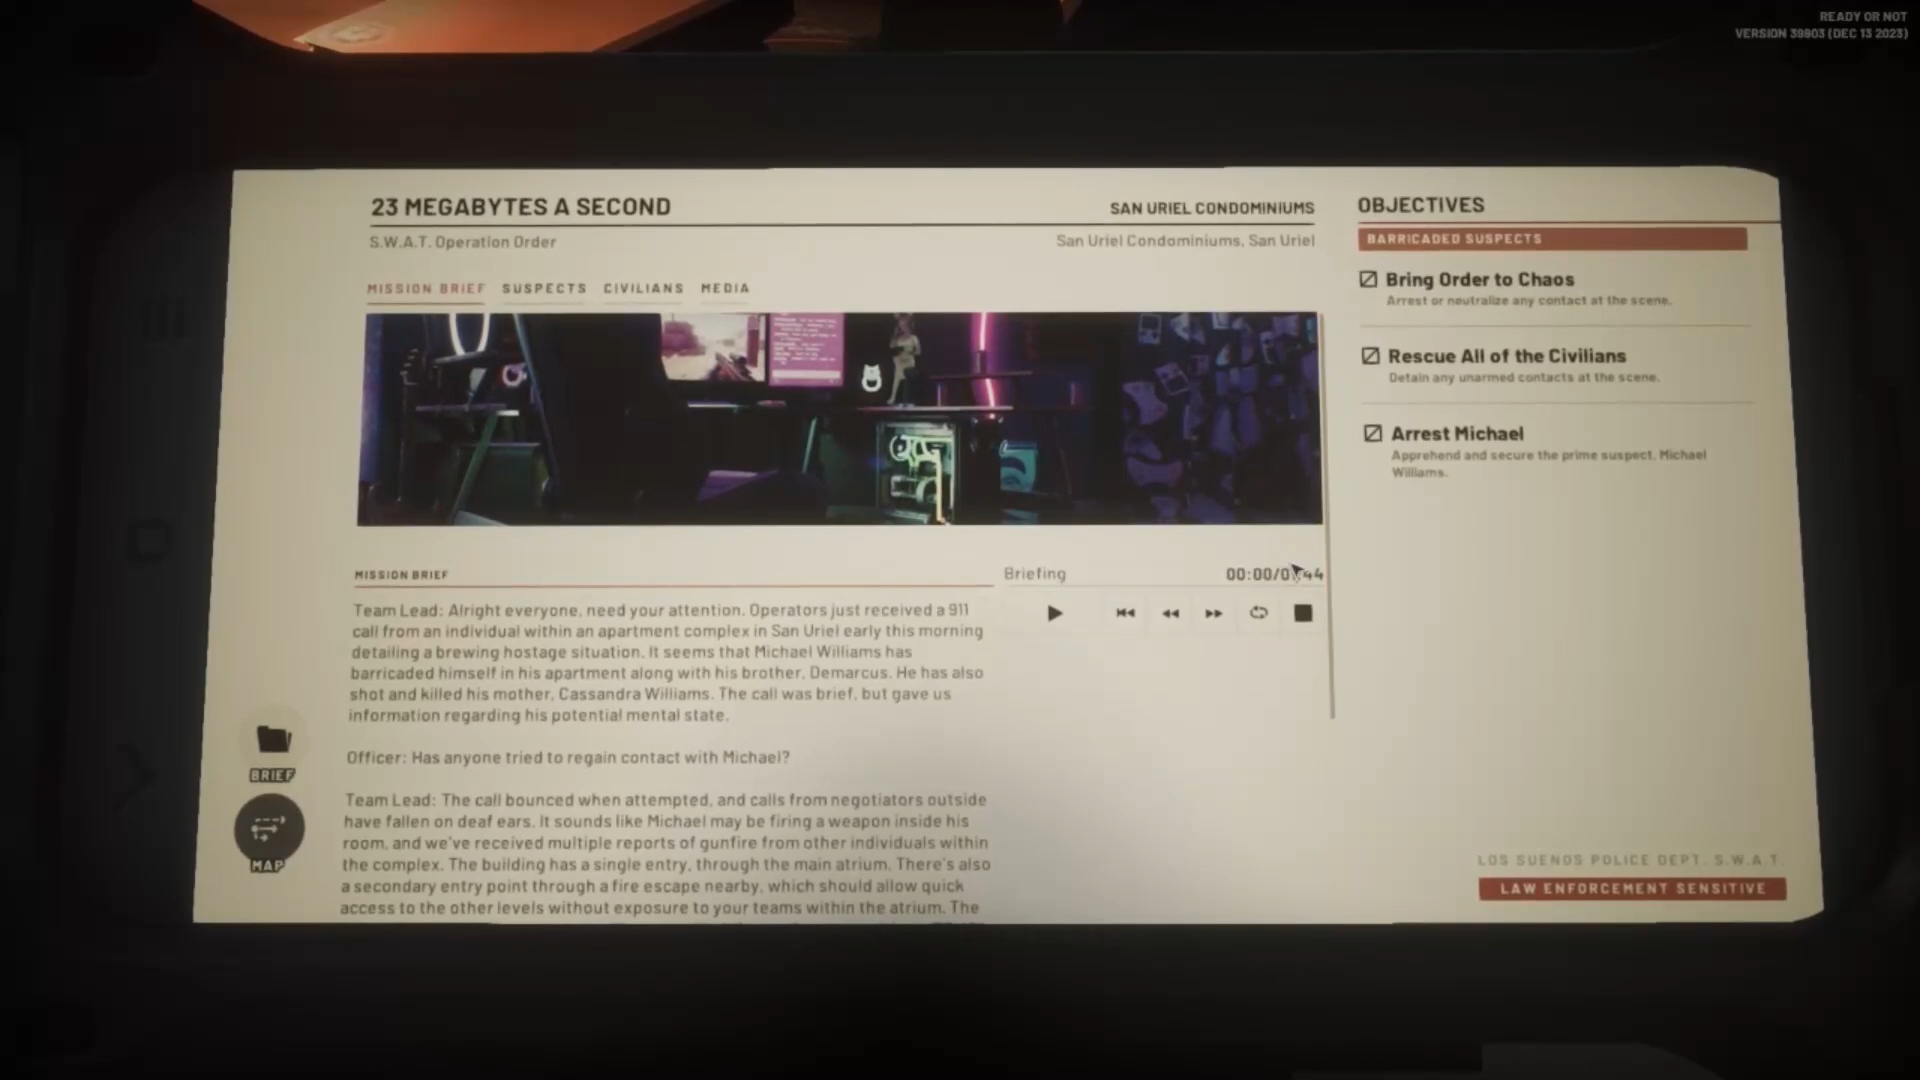 READY OR NOT
VERSION 39903 (DEC 13 2023)
23 MEGABYTES A SECOND
SAN URIEL CONDOMINIUMS
S.W.A.T. Operation Order
San Uriel Condominiums, San Uriel
MISSION BRIEF SUSPECTS CIVILIANS MEDIA
MISSION BRIEF
Team Lead: Alright everyone, need your attention. Operators just received a 911
call from an individual within an apartment complex in San Uriel early this morning
detailing a brewing hostage situation. It seems that Michael Williams has
barricaded himself in his apartment along with his brother, Demarcus. He has also
shot and killed his mother, Cassandra Williams. The call was brief, but gave us
information regarding his potential mental state.
Officer: Has anyone tried to regain contact with Michael?
Team Lead: The call bounced when attempted, and calls from negotiators outside
have fallen on deaf ears. It sounds like Michael may be firing a weapon inside his
room, and we've received multiple reports of gunfire from other individuals within
the complex. The building has a single entry, through the main atrium. There's also
a secondary entry point through a fire escape nearby, which should allow quick
access to the other levels without exposure to your teams within the atrium. The
Briefing
00:00/0 44
OBJECTIVES
BARRICADED SUSPECTS
Bring Order to Chaos
Arrest or neutralize any contact at the scene.
Rescue All of the Civilians
Detain any unarmed contacts at the scene.
Arrest Michael
Apprehend and secure the prime suspect, Michael
Williams.
BRIEF
MAP
LOS SUENOS POLICE DEPT. S.W.A.T.
LAW ENFORCEMENT SENSITIVE